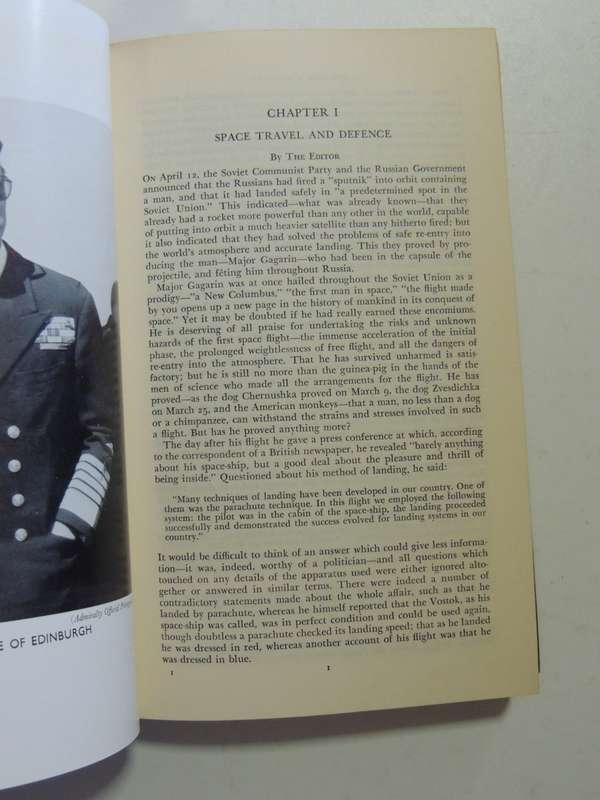 (Admiralty Official
E OF EDINBURGH
CHAPTER I
SPACE TRAVEL AND DEFENCE
By The Editor
On April 12, the Soviet Communist Party and the Russian Government
announced that the Russians had fired a "sputnik" into orbit containing
a man, and that it had landed safely in "a predetermined spot in the
Soviet Union." This indicated—what was already known—that they
already had a rocket more powerful than any other in the world, capable
of putting into orbit a much heavier satellite than any hitherto fired; but
it also indicated that they had solved the problems of safe re-entry into
the world's atmosphere and accurate landing. This they proved by pro-
ducing the man—Major Gagarin—who had been in the capsule of the
projectile, and fêting him throughout Russia.
Major Gagarin was at once hailed throughout the Soviet Union as a
prodigy—"a New Columbus," "the first man in space," "the flight made
by you opens up a new page in the history of mankind in its conquest of
space." Yet it may be doubted if he had really earned these encomiums.
He is deserving of all praise for undertaking the risks and unknown
hazards of the first space flight—the immense acceleration of the initial
phase, the prolonged weightlessness of free flight, and all the dangers of
re-entry into the atmosphere. That he has survived unharmed is satis-
factory; but he is still no more than the guinea-pig in the hands of the
men of science who made all the arrangements for the flight. He has
proved—as the dog Chernushka proved on March 9, the dog Zvesdichka
on March 25, and the American monkeys—that a man, no less than a dog
or a chimpanzee, can withstand the strains and stresses involved in such
a flight. But has he proved anything more?
The day after his flight he gave a press conference at which, according
to the correspondent of a British newspaper, he revealed "barely anything
about his space-ship, but a good deal about the pleasure and thrill of
being inside." Questioned about his method of landing, he said:
"Many techniques of landing have been developed in our country. One of
them was the parachute technique. In this flight we employed the following
system: the pilot was in the cabin of the space-ship, the landing proceeded
successfully and demonstrated the success evolved for landing systems in our
country."
It would be difficult to think of an answer which could give less informa-
tion—it was, indeed, worthy of a politician—and all questions which
touched on any details of the apparatus used were either ignored alto-
gether or answered in similar terms. There were indeed a number of
contradictory statements made about the whole affair, such as that he
landed by parachute, whereas he himself reported that the Vostok, as his
space-ship was called, was in perfect condition and could be used again,
though doubtless a parachute checked its landing speed; that as he landed
he was dressed in red, whereas another account of his flight was that he
was dressed in blue.
1 1